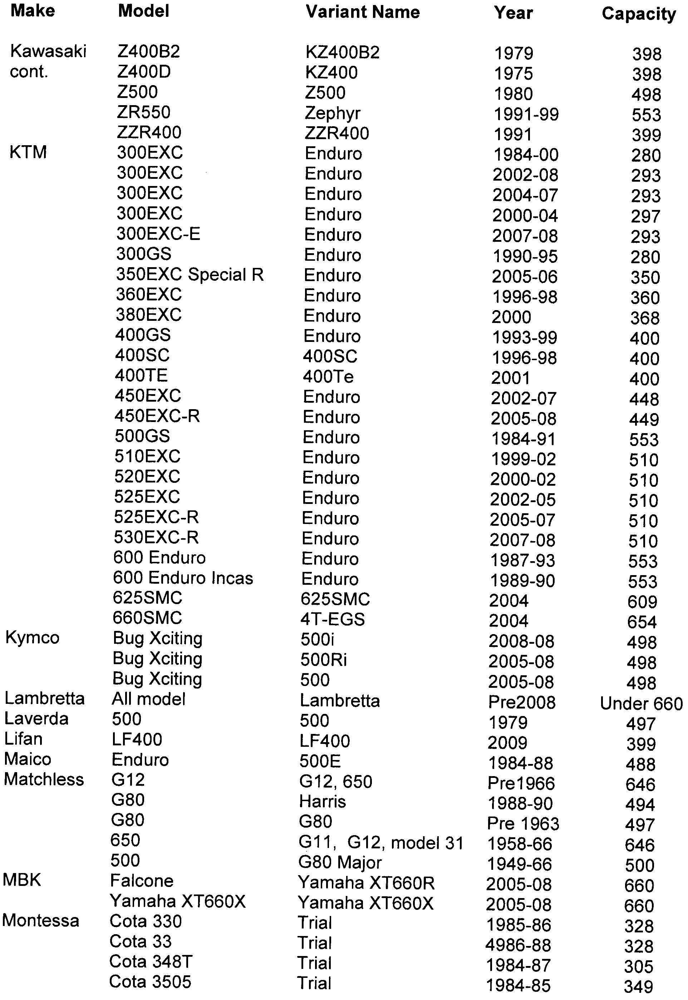 Make Model Variant Name Year Capacity
Kawasaki Z400B2 KZ400B2 1979 398
cont. Z400D KZ400 1975 398
Z500 Z500 1980 498
ZR550 Zephyr 1991-99 553
ZZR400 ZZR400 1991 399
KTM 300EXC Enduro 1984-00 280
300EXC Enduro 2002-08 293
300EXC Enduro 2004-07 293
300EXC Enduro 2000-04 297
300EXC-E Enduro 2007-08 293
300GS Enduro 1990-95 280
350EXC Special R Enduro 2005-06 350
360EXC Enduro 1996-98 360
380EXC Enduro 2000 368
400GS Enduro 1993-99 400
400SC 400SC 1996-98 400
400TE 400Te 2001 400
450EXC Enduro 2002-07 448
450EXC-R Enduro 2005-08 449
500GS Enduro 1984-91 553
510EXC Enduro 1999-02 510
520EXC Enduro 2000-02 510
525EXC Enduro 2002-05 510
525EXC-R Enduro 2005-07 510
530EXC-R Enduro 2007-08 510
600 Enduro Enduro 1987-93 553
600 Enduro Incas Enduro 1989-90 553
625SMC 625SMC 2004 609
660SMC 4T-EGS 2004 654
Kymco Bug Xciting 500i 2008-08 498
Bug Xciting 500Ri 2005-08 498
Bug Xciting 500 2005-08 498
Lambretta All model Lambretta Pre2008 Under 660
Laverda 500 500 1979 497
Lifan LF400 LF400 2009 399
Maico Enduro 500E 1984-88 488
Matchless G12 G12, 650 Pre1966 646
G80 Harris 1988-90 494
G80 G80 Pre 1963 497
650 G11, G12, model 31 1958-66 646
500 G80 Major 1949-66 500
MBK Falcone Yamaha XT660R 2005-08 660
Yamaha XT660X Yamaha XT660X 2005-08 660
Montessa Cota 330 Trial 1985-86 328
Cota 33 Trial 4986-88 328
Cota 348T Trial 1984-87 305
Cota 3505 Trial 1984-85 349